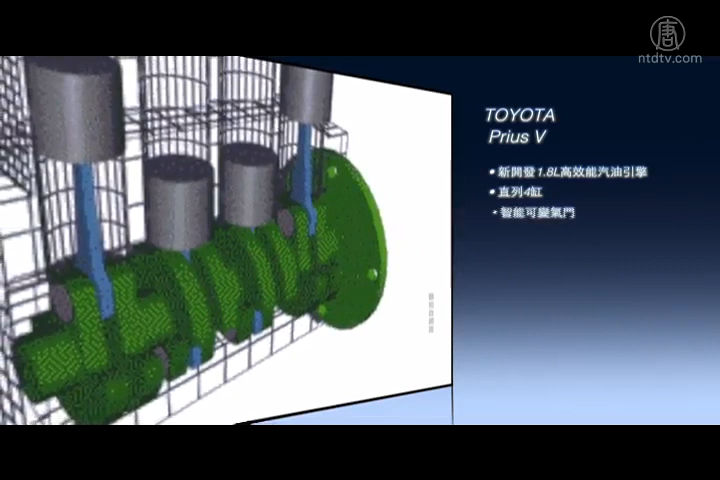 唐
ntdtv.com
TOYOTA
Prius V
• 新開發1.8L高效能汽油引擎
• 直列4缸
• 智能可變氣門